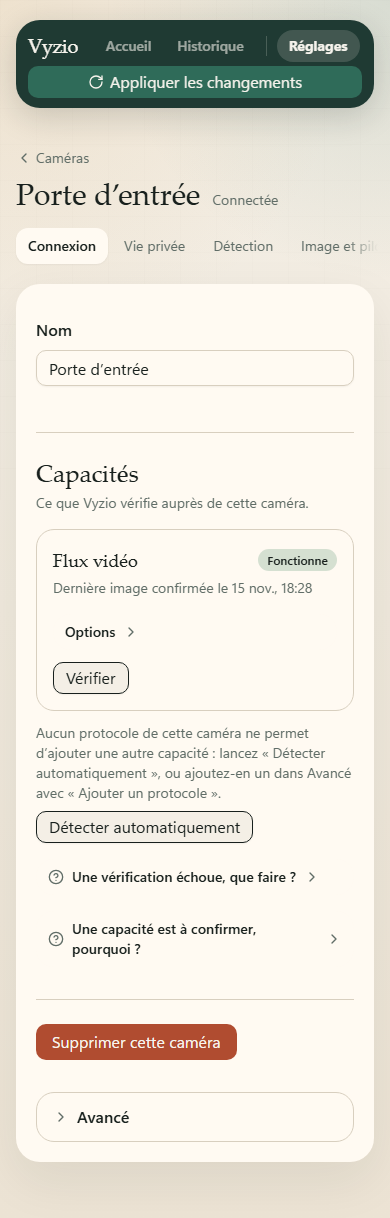 Vyzio Accueil Historique Réglages
Appliquer les changements
Caméras
Porte d’entrée Connectée
Connexion Vie privée Détection Image et pil
Nom
Porte d’entrée
Capacités
Ce que Vyzio vérifie auprès de cette caméra.
Flux vidéo Fonctionne
Dernière image confirmée le 15 nov., 18:28
Options
Vérifier
Aucun protocole de cette caméra ne permet
d’ajouter une autre capacité : lancez « Détecter
automatiquement », ou ajoutez-en un dans Avancé
avec « Ajouter un protocole ».
Détecter automatiquement
Une vérification échoue, que faire ?
Une capacité est à confirmer,
pourquoi ?
Supprimer cette caméra
Avancé